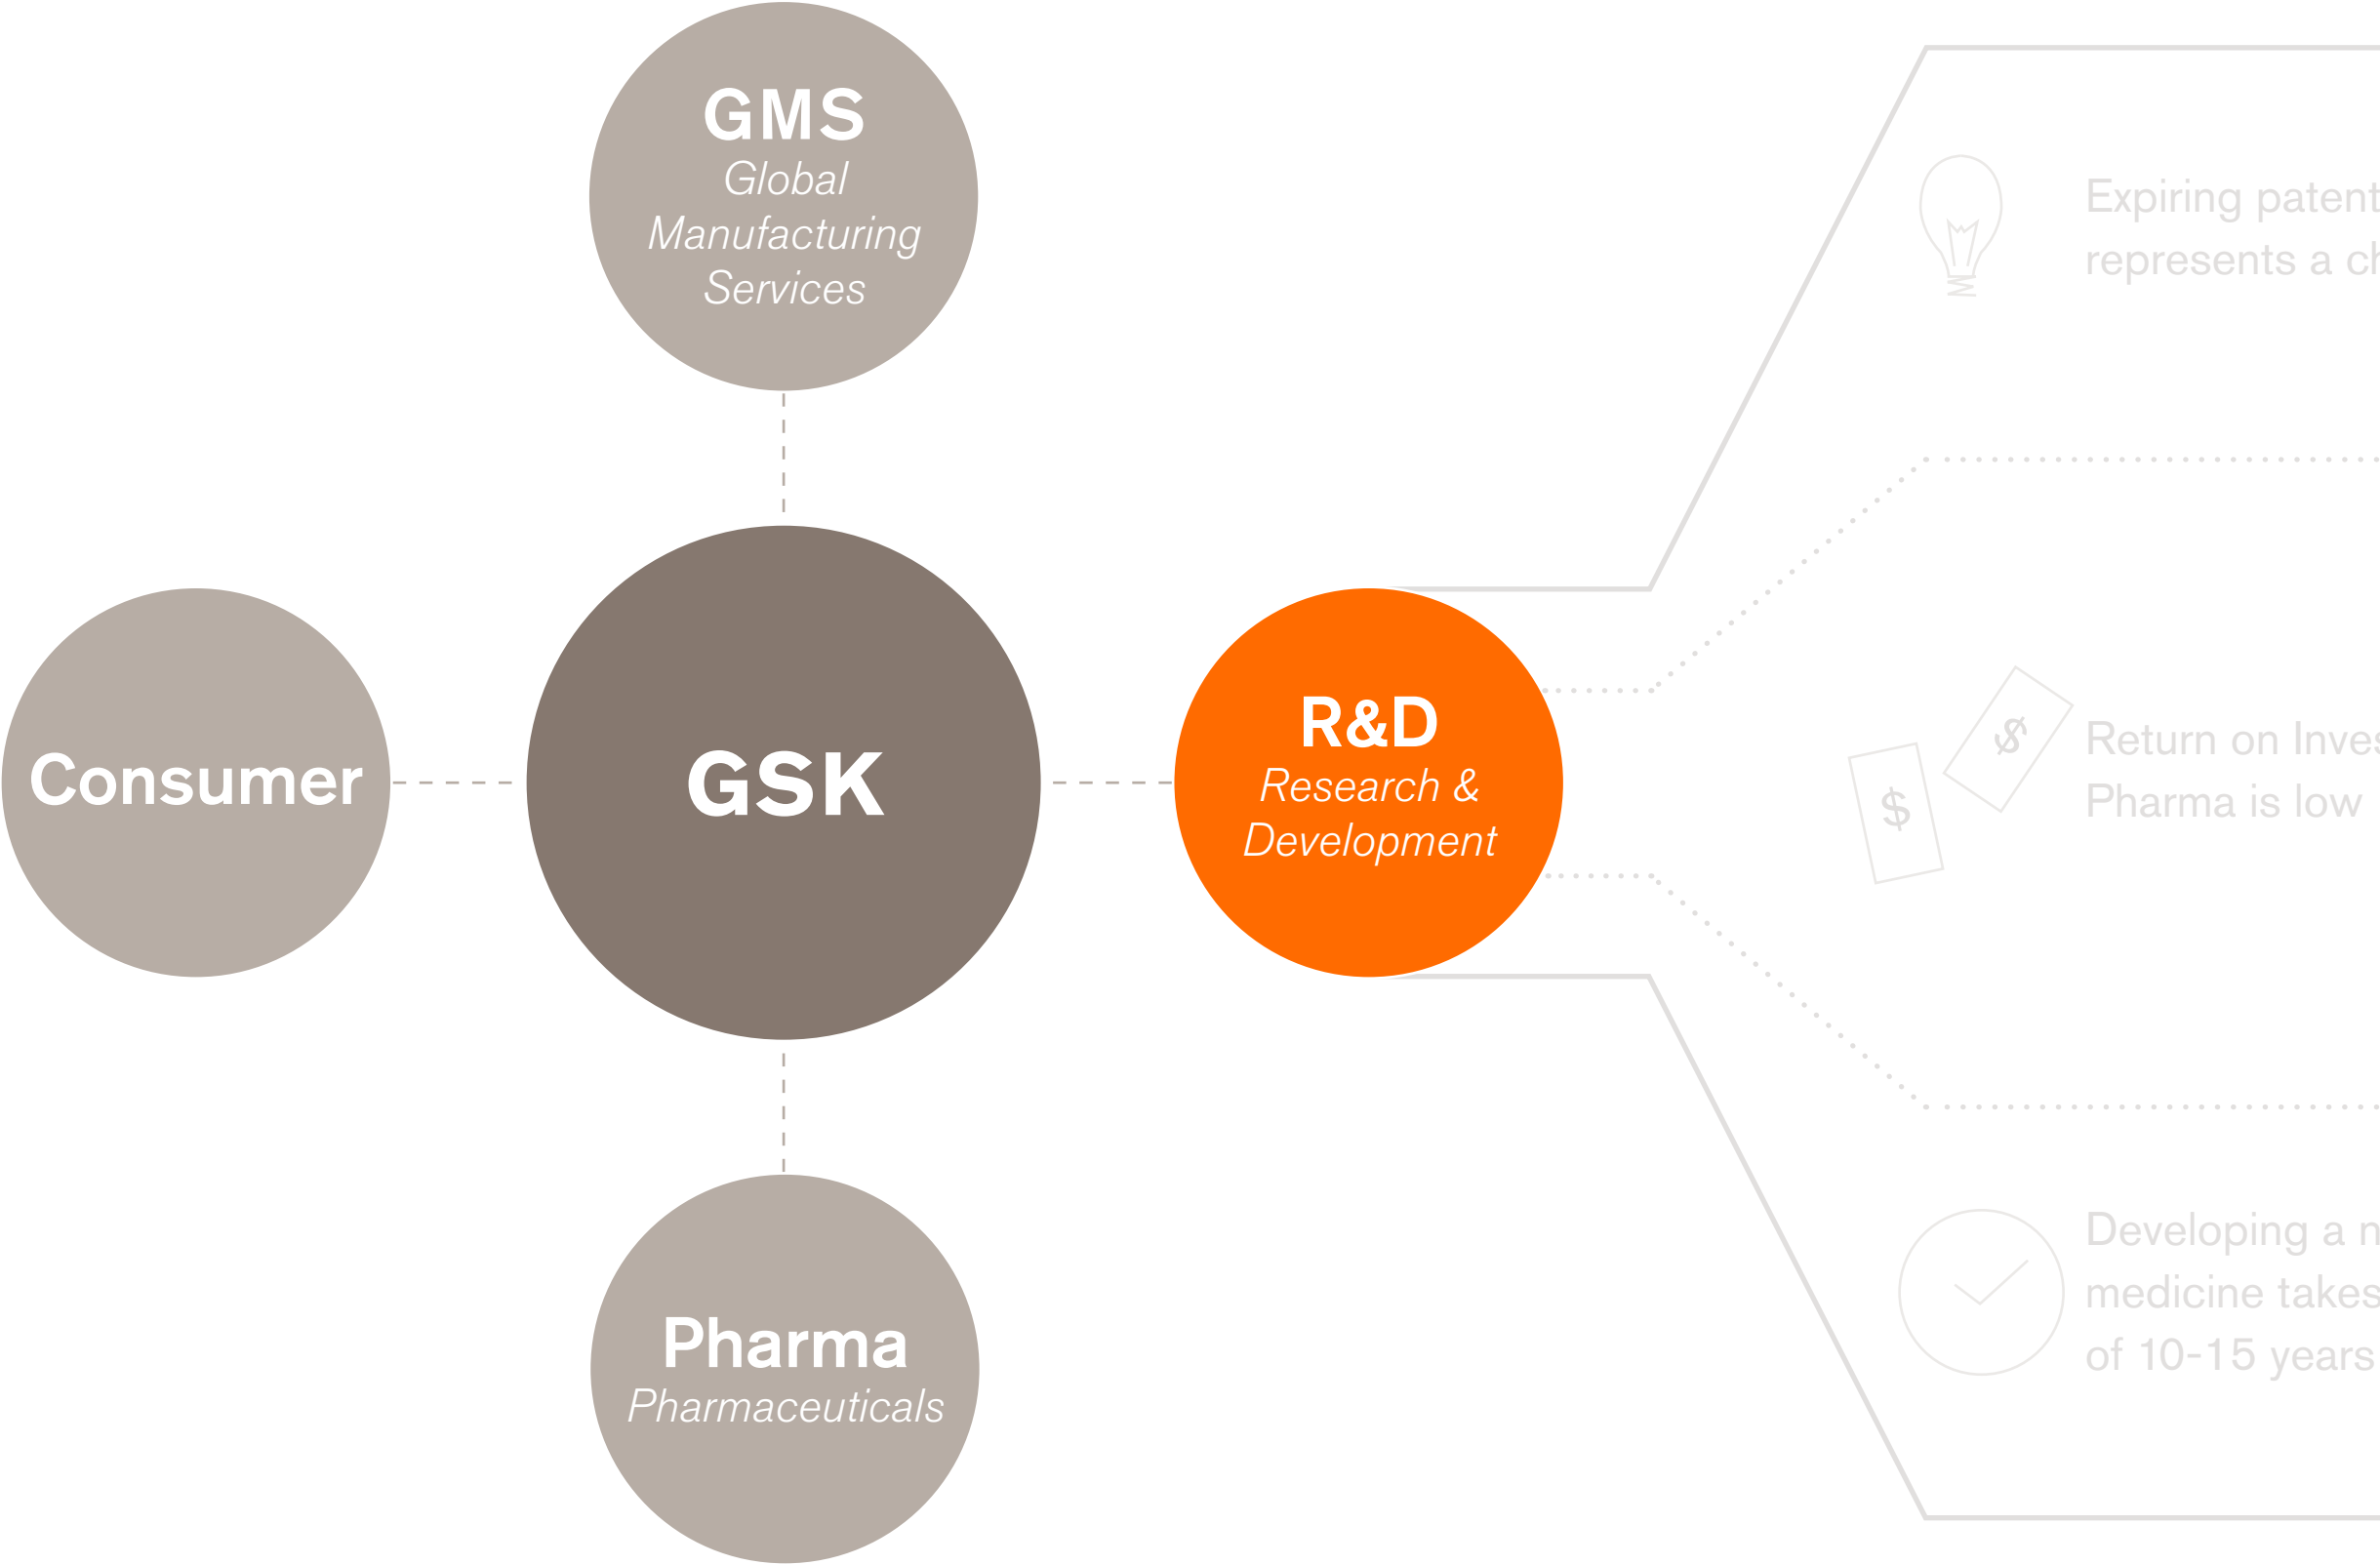 GMS
Global
Manufacturing
Services
Consumer
GSK
R&D
Research &
Development
Pharma
Pharmaceuticals
Expiring patent
represents a
Return on
Pharma is low
Developing a
medicine takes
of 10-15 years
$
$